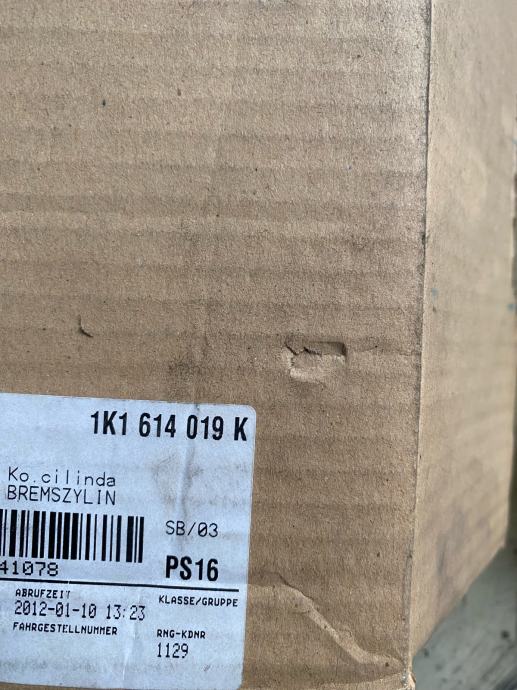 1K1 614 019 K
Ko.cilinda
BREMSZYLIN
SB/03
41078
PS16
ABRUFZEIT
KLASSE/GRUPPE
2012-01-10 13:23
FAHRGESTELLNUMMER
RNG-KDNR
1129